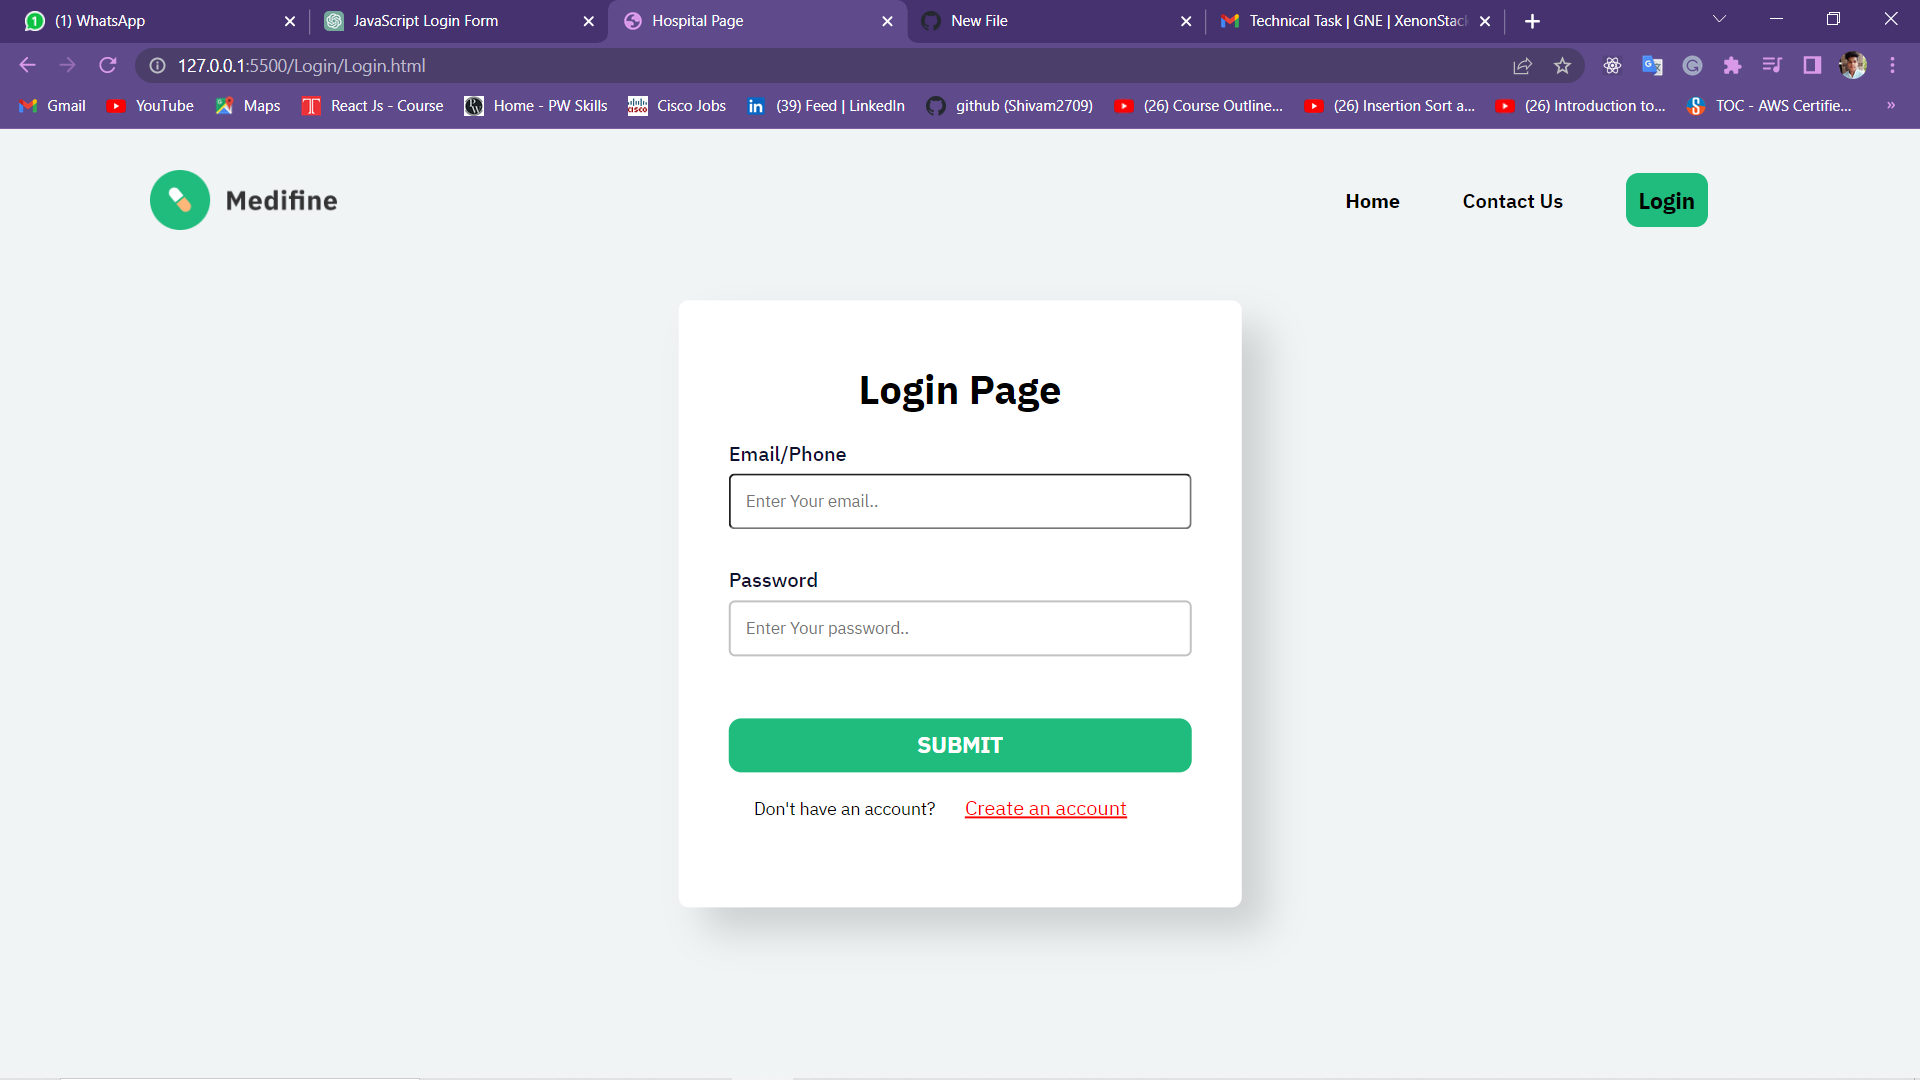 (1) WhatsApp
JavaScript Login Form
Hospital Page
New File
Technical Task | GNE | XenonStac
127.0.0.1:5500/Login/Login.html
Gmail
YouTube
Maps
React Js - Course
Home - PW Skills
Cisco Jobs
(39) Feed | LinkedIn
github (Shivam2709)
(26) Course Outline...
(26) Insertion Sort a...
(26) Introduction to...
TOC - AWS Certifie...
»
Medifine
Home
Contact Us
Login
Login Page
Email/Phone
Enter Your email..
Password
Enter Your password..
SUBMIT
Don't have an account? Create an account